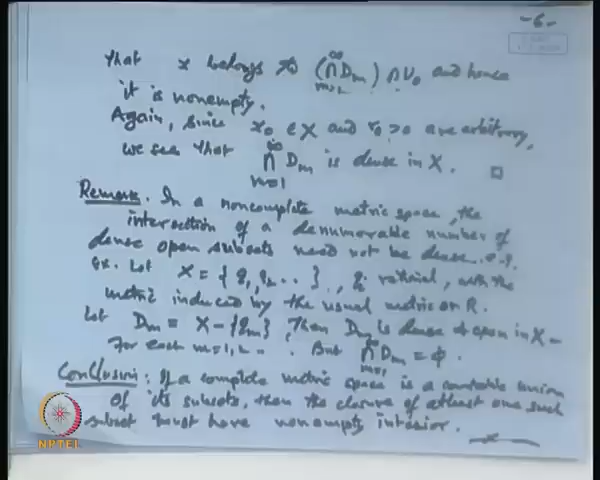 -6-
that x belongs to (∩ D_m) ∩ U_0 and hence
it is nonempty.
Again, since x_0 ∈ X and r_0 > 0 are arbitrary,
we see that ∞∩m=1 D_m is dense in X. □
Remark. In a noncomplete metric space, the
intersection of a denumerable number of
dense open subsets need not be dense. e.g.
Ex. Let X = {q_1, q_2, ...}, q_i rational, with the
metric induced by the usual metric on R.
Let D_m = X - {q_m}, Then D_m is dense & open in X
for each m=1,2,.. . But ∞∩m=1 D_m = φ.
Conclusion: If a complete metric space is a countable union
of its subsets, then the closure of atleast one such
subset must have nonempty interior.
NPTEL